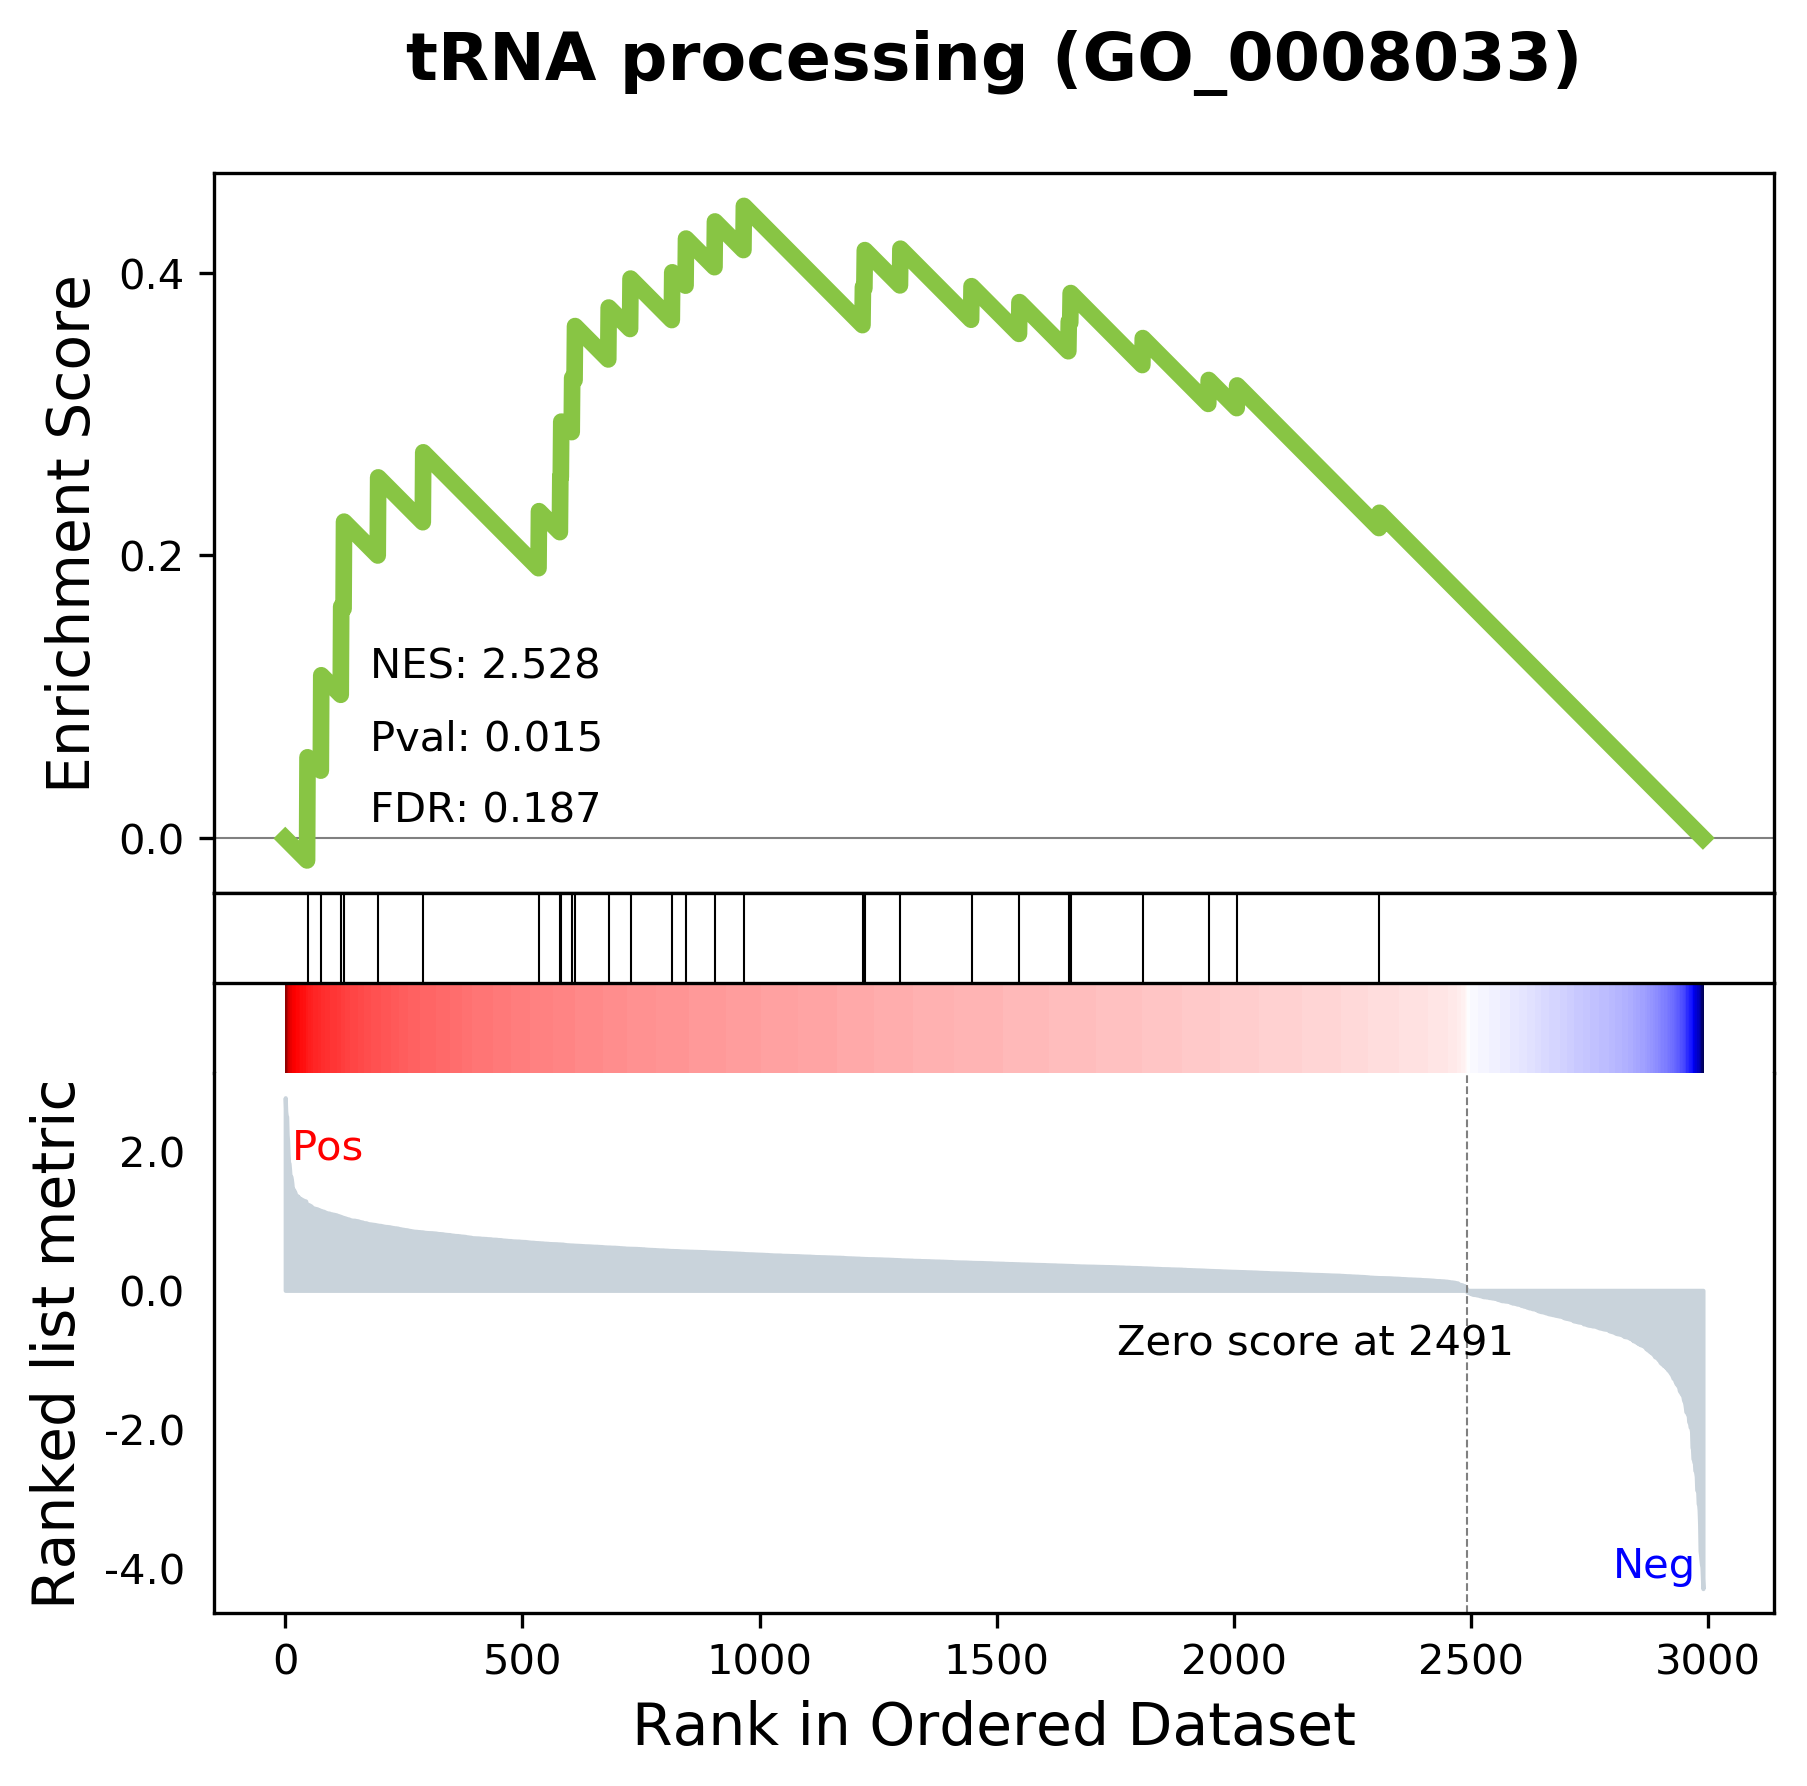 tRNA processing (GO_0008033)
Enrichment Score
0.4
0.2
0.0
NES: 2.528
Pval: 0.015
FDR: 0.187
Ranked list metric
2.0
0.0
-2.0
-4.0
Pos
Zero score at 2491
Neg
0 500 1000 1500 2000 2500 3000
Rank in Ordered Dataset